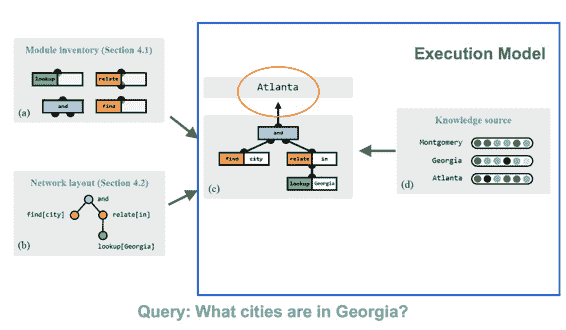 Module inventory (Section 4.1)
lookup
relate
and
find
(a)
Network layout (Section 4.2)
and
find[city]
relate[in]
lookup[Georgia]
(b)
Execution Model
Atlanta
and
find
city
relate
in
lookup
Georgia
(c)
Knowledge source
Montgomery
Georgia
Atlanta
(d)
Query: What cities are in Georgia?